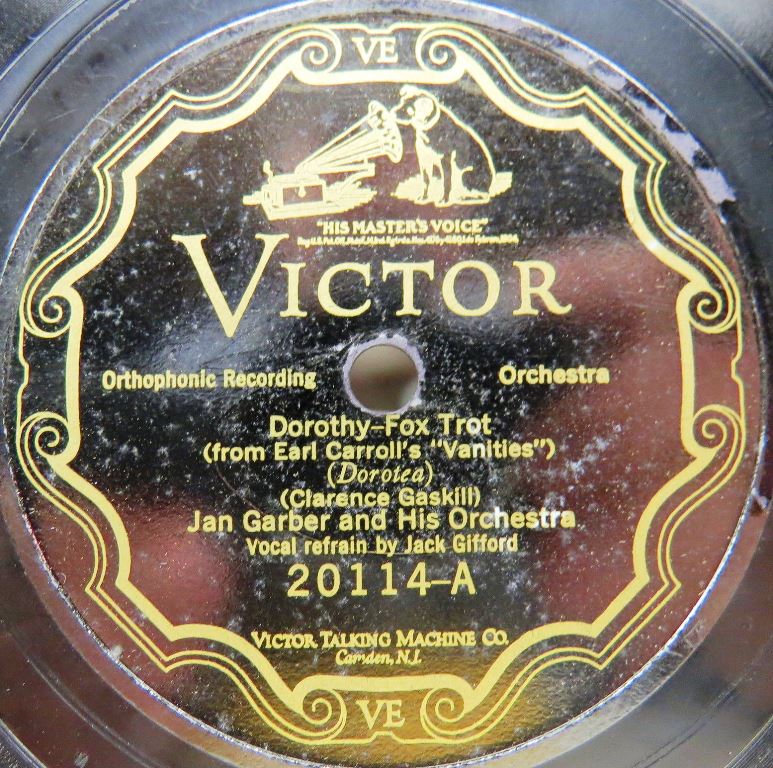 VE
"HIS MASTER'S VOICE"
VICTOR
Orthophonic Recording
Orchestra
Dorothy-Fox Trot
(from Earl Carroll's "Vanities")
(Dorotea)
(Clarence Gaskill)
Jan Garber and His Orchestra
Vocal refrain by Jack Gifford
20114-A
VICTOR TALKING MACHINE CO.
Camden, N.J.
VE